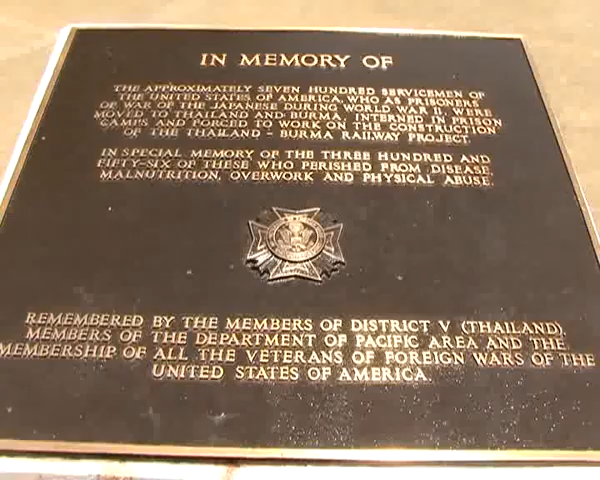 IN MEMORY OF
THE APPROXIMATELY SEVEN HUNDRED SERVICEMEN OF
THE UNITED STATES OF AMERICA, WHO AS PRISONERS
OF WAR OF THE JAPANESE DURING WORLD WAR II, WERE
MOVED TO THAILAND AND BURMA, INTERNED IN PRISON
CAMPS AND FORCED TO WORK ON THE CONSTRUCTION
OF THE THAILAND - BURMA RAILWAY PROJECT.
IN SPECIAL MEMORY OF THE THREE HUNDRED AND
FIFTY-SIX OF THESE WHO PERISHED FROM DISEASE,
MALNUTRITION, OVERWORK AND PHYSICAL ABUSE.
REMEMBERED BY THE MEMBERS OF DISTRICT V (THAILAND),
MEMBERS OF THE DEPARTMENT OF PACIFIC AREA AND THE
MEMBERSHIP OF ALL THE VETERANS OF FOREIGN WARS OF THE
UNITED STATES OF AMERICA.